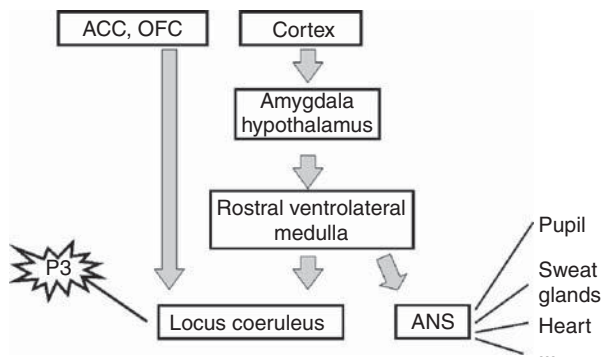 ACC, OFC
Cortex
Amygdala
hypothalamus
Rostral ventrolateral
medulla
P3
Locus coeruleus
ANS
Pupil
Sweat
glands
Heart
...